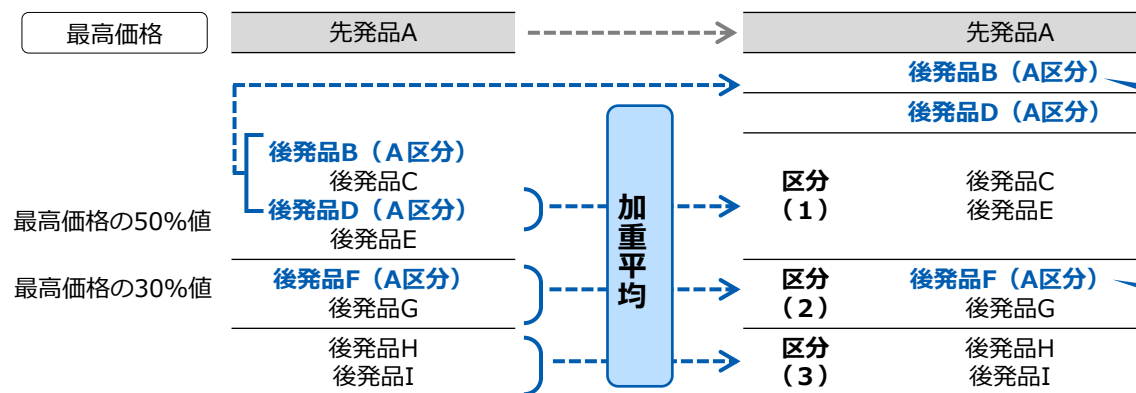 最高価格
先発品A
先発品A
後発品B（A区分）
後発品D（A区分）
後発品B（A区分）
後発品C
後発品D（A区分）
後発品E
最高価格の50%値
加重平均
区分
（1）
後発品C
後発品E
最高価格の30%値
後発品F（A区分）
後発品G
区分
（2）
後発品F（A区分）
後発品G
後発品H
後発品I
区分
（3）
後発品H
後発品I